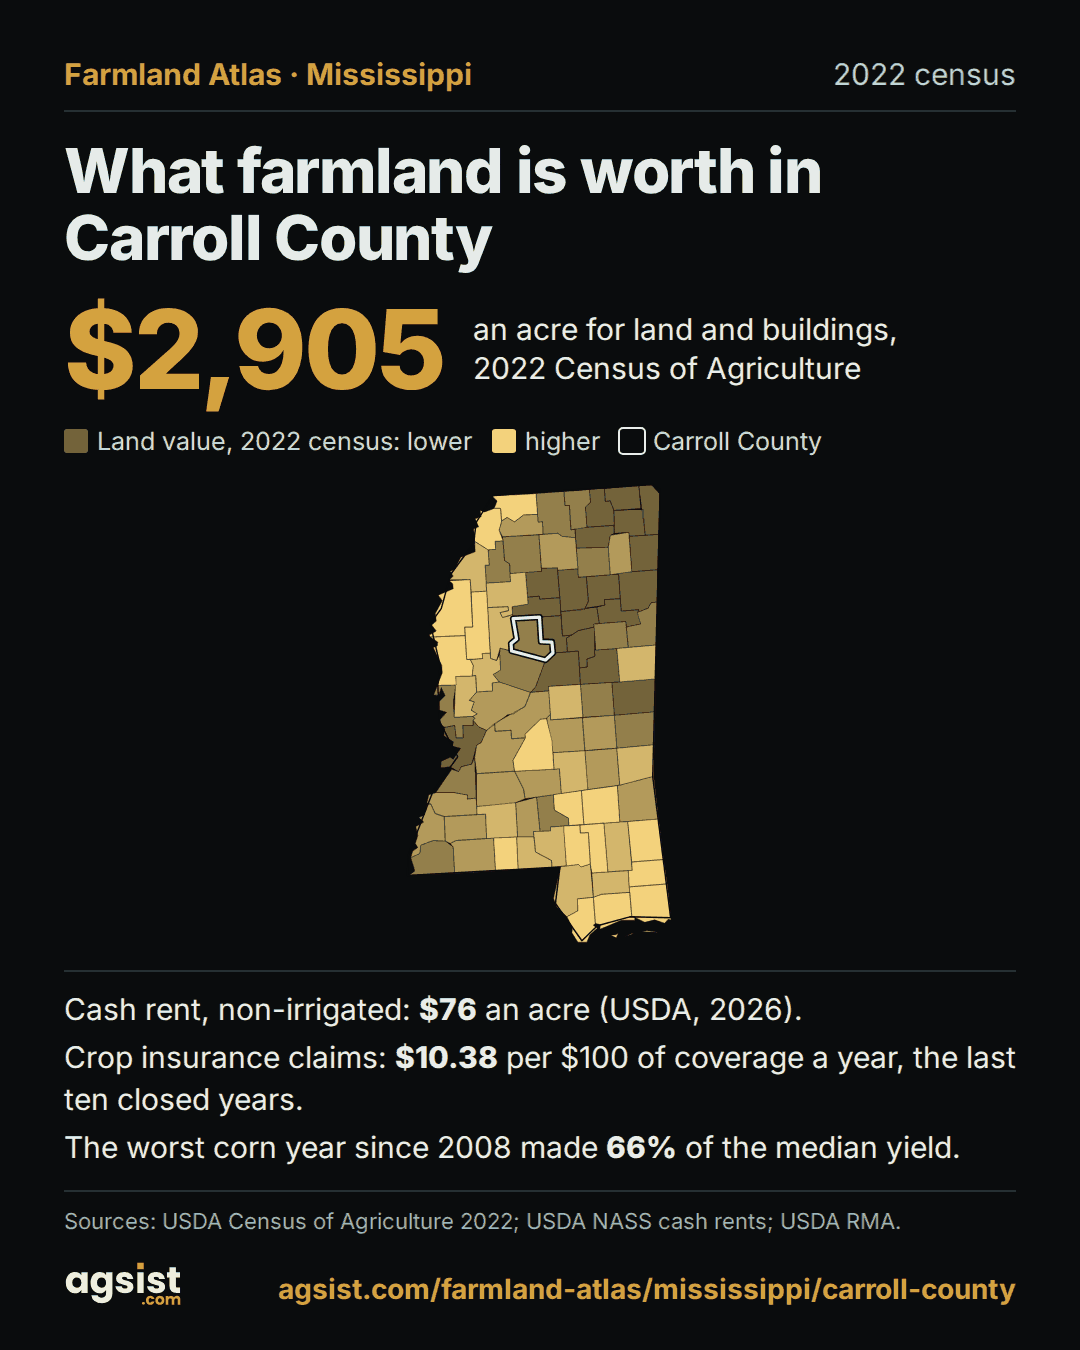 Farmland Atlas · Mississippi
2022 census
What farmland is worth in
Carroll County
$2,905
an acre for land and buildings,
2022 Census of Agriculture
Land value, 2022 census: lower
higher
Carroll County
Cash rent, non-irrigated: $76 an acre (USDA, 2026).
Crop insurance claims: $10.38 per $100 of coverage a year, the last
ten closed years.
The worst corn year since 2008 made 66% of the median yield.
Sources: USDA Census of Agriculture 2022; USDA NASS cash rents; USDA RMA.
agsist
.com
agsist.com/farmland-atlas/mississippi/carroll-county